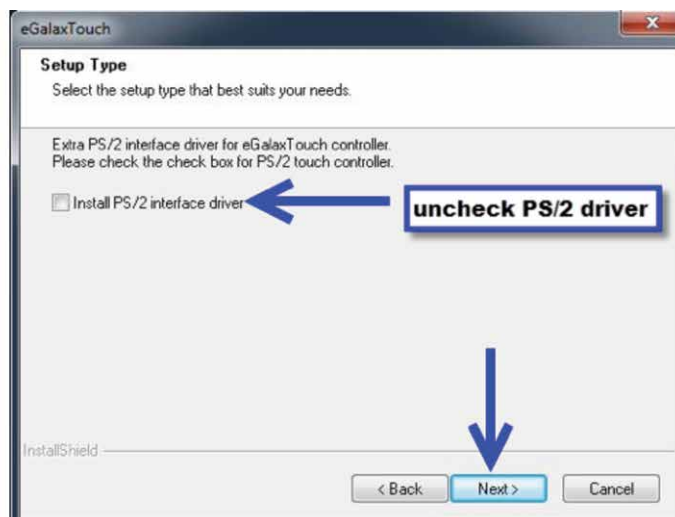 eGalaxTouch
Setup Type
Select the setup type that best suits your needs.
Extra PS/2 interface driver for eGalaxTouch controller.
Please check the check box for PS/2 touch controller.
Install PS/2 interface driver
uncheck PS/2 driver
InstallShield
< Back
Next >
Cancel